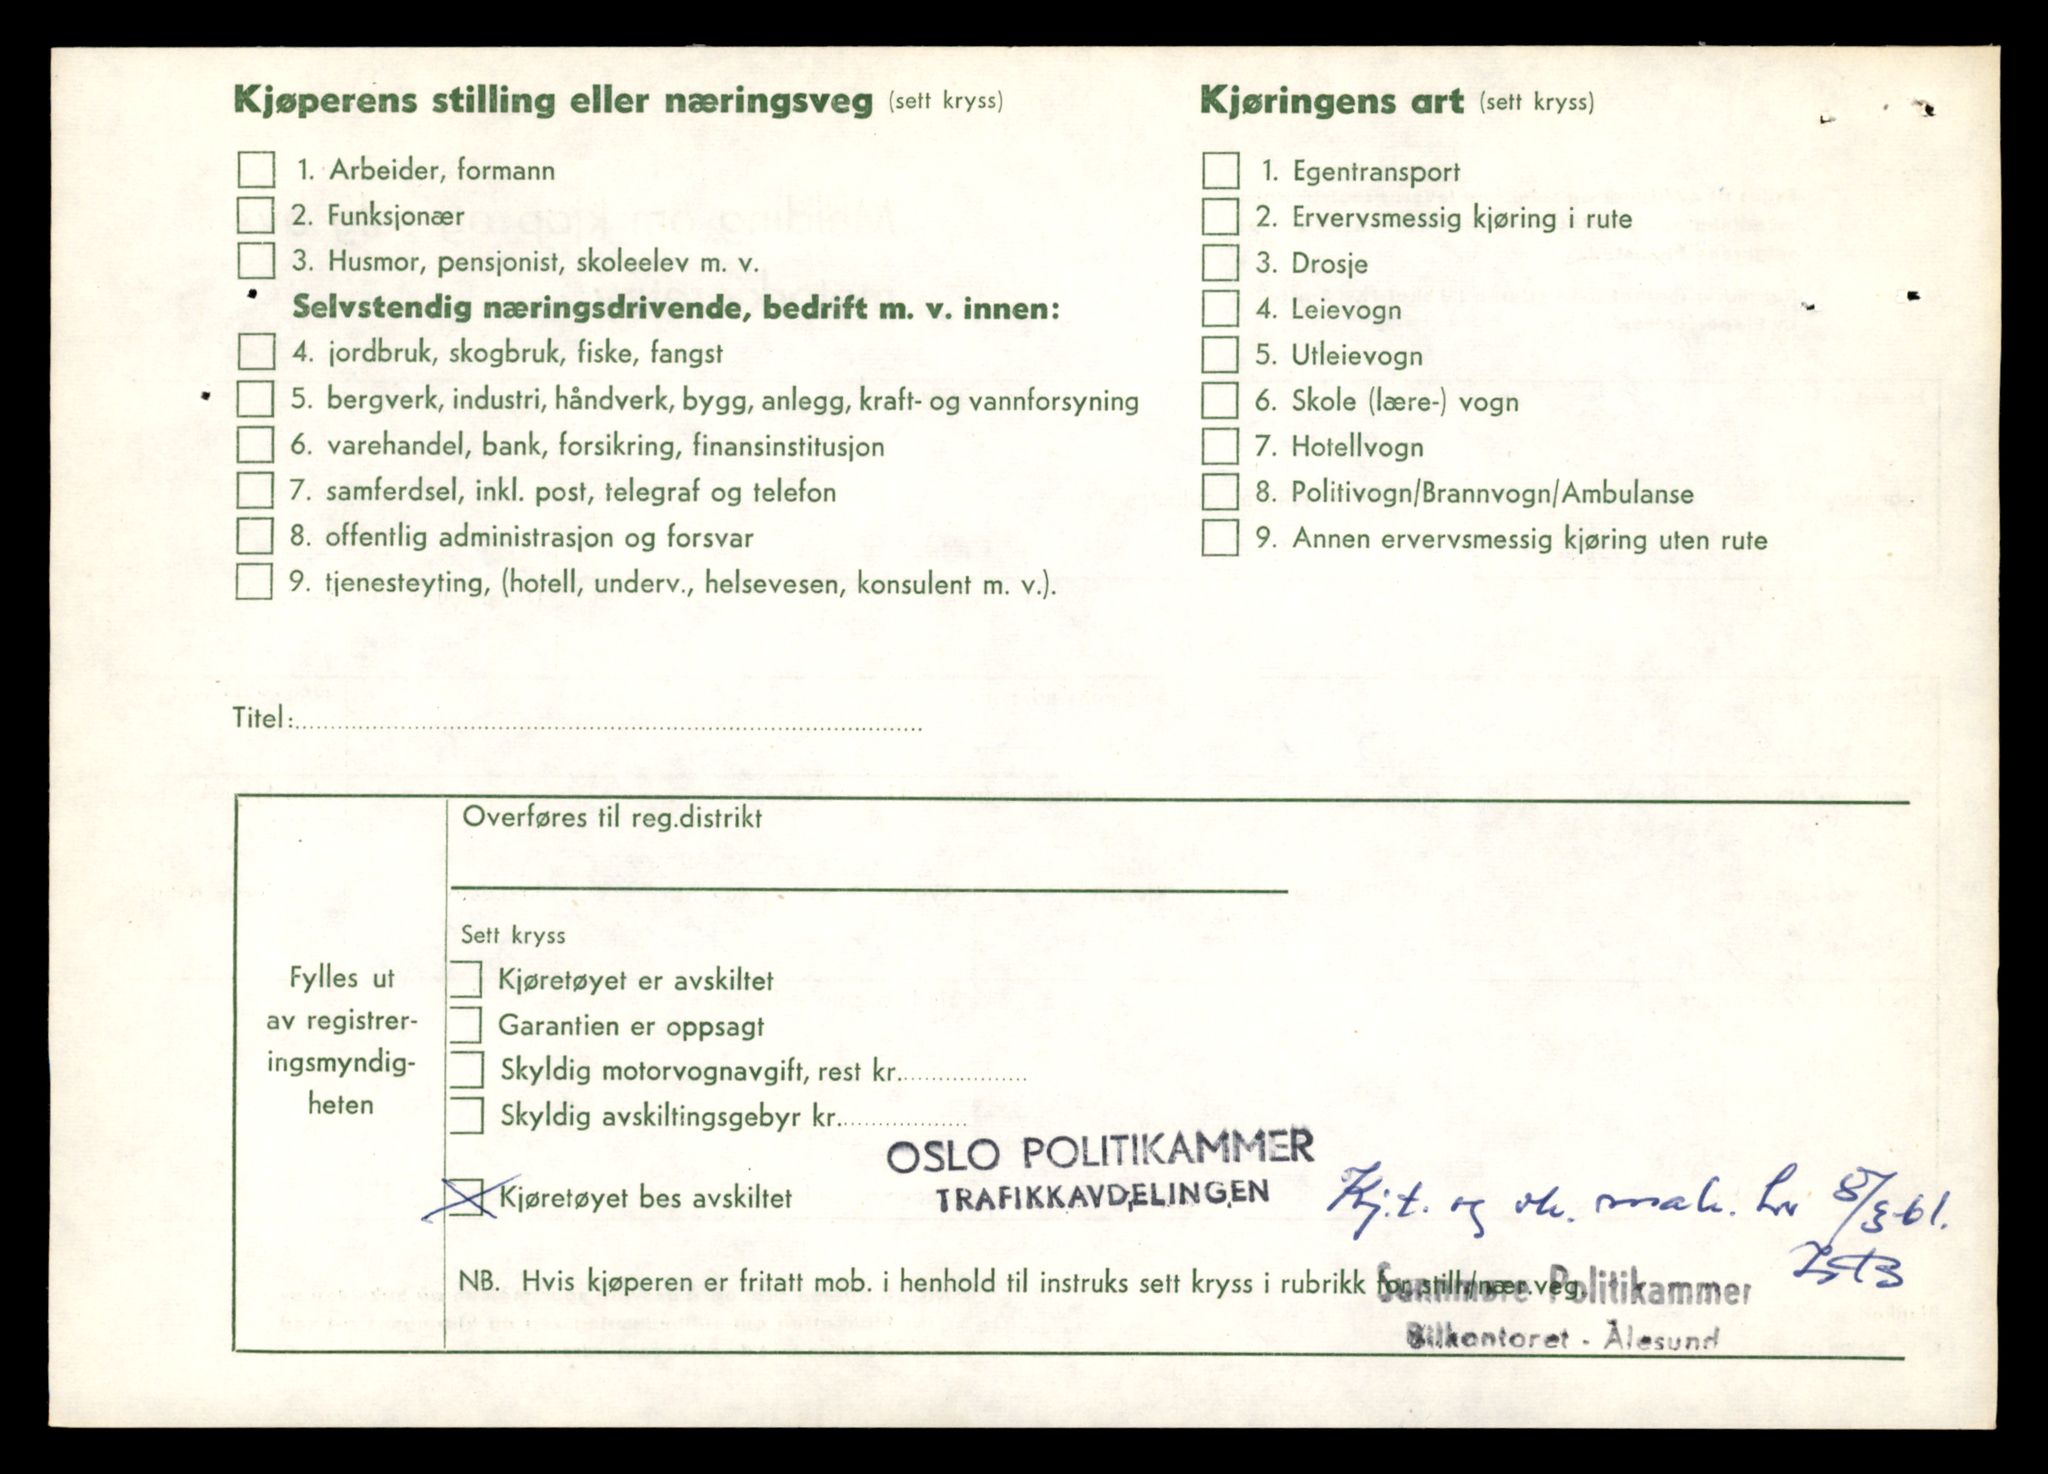 Kjøperens stilling eller næringsveg (sett kryss)
1. Arbeider, formann
2. Funksjonær
3. Husmor, pensjonist, skoleelev m. v.
Selvstendig næringsdrivende, bedrift m. v. innen:
4. jordbruk, skogbruk, fiske, fangst
5. bergverk, industri, håndverk, bygg, anlegg, kraft- og vannforsyning
6. varehandel, bank, forsikring, finansinstitusjon
7. samferdsel, inkl. post, telegraf og telefon
8. offentlig administrasjon og forsvar
9. tjenesteyting, (hotell, underv., helsevesen, konsulent m. v.).
Kjøringens art (sett kryss)
1. Egentransport
2. Ervervsmessig kjøring i rute
3. Drosje
4. Leievogn
5. Utleievogn
6. Skole (lære-) vogn
7. Hotellvogn
8. Politivogn/Brannvogn/Ambulanse
9. Annen ervervsmessig kjøring uten rute
Titel:
Fylles ut
av registrer-
ingsmyndig-
heten
Overføres til reg.distrikt
Sett kryss
Kjøretøyet er avskiltet
Garantien er oppsagt
Skyldig motorvognavgift, rest kr.
Skyldig avskiltingsgebyr kr.
Kjøretøyet bes avskiltet
OSLO POLITIKAMMER
TRAFIKKAVDELINGEN
Kj.t. og
NB. Hvis kjøperen er fritatt mob. i henhold til instruks sett kryss i rubrikk for still/nær.veg.
Sunnmøre Politikammer
Bilkontoret - Ålesund